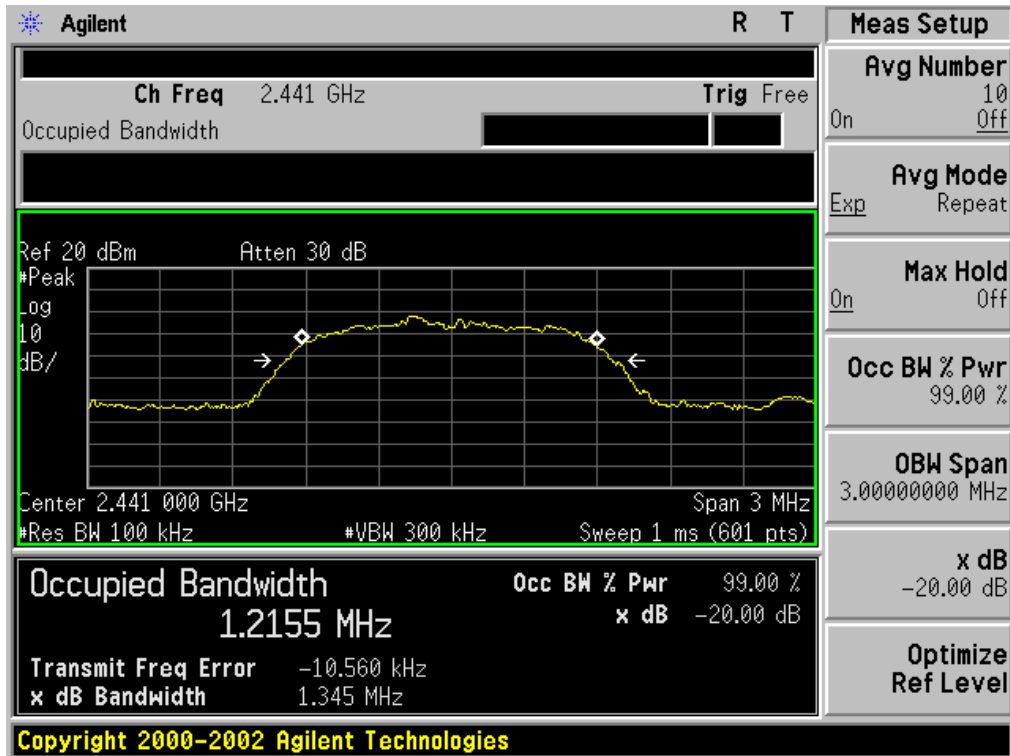 Agilent R T
Ch Freq 2.441 GHz Trig Free
Occupied Bandwidth
Ref 20 dBm Atten 30 dB
#Peak
Log
10
dB/
Center 2.441 000 GHz Span 3 MHz
#Res BW 100 kHz #VBW 300 kHz Sweep 1 ms (601 pts)
Occupied Bandwidth Occ BW % Pwr 99.00 %
1.2155 MHz x dB -20.00 dB
Transmit Freq Error -10.560 kHz
x dB Bandwidth 1.345 MHz
Meas Setup
Avg Number
10
On Off
Avg Mode
Exp Repeat
Max Hold
On Off
Occ BW % Pwr
99.00 %
OBW Span
3.00000000 MHz
x dB
-20.00 dB
Optimize
Ref Level
Copyright 2000-2002 Agilent Technologies